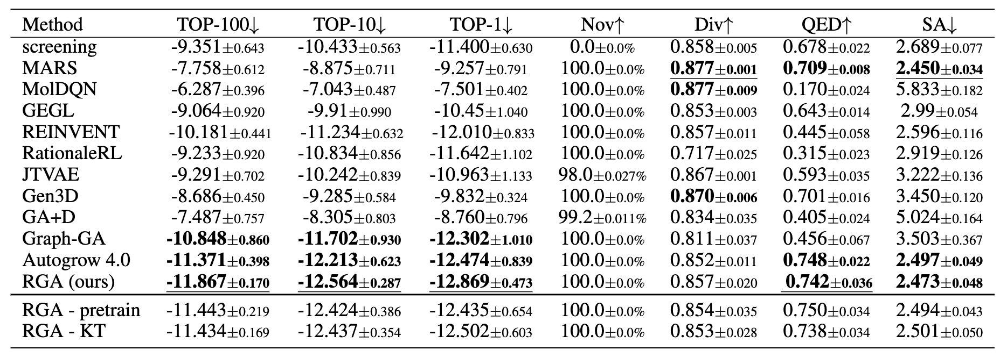 Method TOP-100↓ TOP-10↓ TOP-1↓ Nov↑ Div↑ QED↑ SA↓
screening -9.351±0.643 -10.433±0.563 -11.400±0.630 0.0±0.0% 0.858±0.005 0.678±0.022 2.689±0.077
MARS -7.758±0.612 -8.875±0.711 -9.257±0.791 100.0±0.0% 0.877±0.001 0.709±0.008 2.450±0.034
MolDQN -6.287±0.396 -7.043±0.487 -7.501±0.402 100.0±0.0% 0.877±0.009 0.170±0.024 5.833±0.182
GEGL -9.064±0.920 -9.91±0.990 -10.45±1.040 100.0±0.0% 0.853±0.003 0.643±0.014 2.99±0.054
REINVENT -10.181±0.441 -11.234±0.632 -12.010±0.833 100.0±0.0% 0.857±0.011 0.445±0.058 2.596±0.116
RationaleRL -9.233±0.920 -10.834±0.856 -11.642±1.102 100.0±0.0% 0.717±0.025 0.315±0.023 2.919±0.126
JTVAE -9.291±0.702 -10.242±0.839 -10.963±1.133 98.0±0.027% 0.867±0.001 0.593±0.035 3.222±0.136
Gen3D -8.686±0.450 -9.285±0.584 -9.832±0.324 100.0±0.0% 0.870±0.006 0.701±0.016 3.450±0.120
GA+D -7.487±0.757 -8.305±0.803 -8.760±0.796 99.2±0.011% 0.834±0.035 0.405±0.024 5.024±0.164
Graph-GA -10.848±0.860 -11.702±0.930 -12.302±1.010 100.0±0.0% 0.811±0.037 0.456±0.067 3.503±0.367
Autogrow 4.0 -11.371±0.398 -12.213±0.623 -12.474±0.839 100.0±0.0% 0.852±0.011 0.748±0.022 2.497±0.049
RGA (ours) -11.867±0.170 -12.564±0.287 -12.869±0.473 100.0±0.0% 0.857±0.020 0.742±0.036 2.473±0.048
RGA - pretrain -11.443±0.219 -12.424±0.386 -12.435±0.654 100.0±0.0% 0.854±0.035 0.750±0.034 2.494±0.043
RGA - KT -11.434±0.169 -12.437±0.354 -12.502±0.603 100.0±0.0% 0.853±0.028 0.738±0.034 2.501±0.050